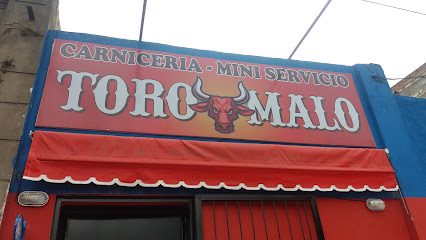 CARNICERIA - MINI SERVICIO
TORO MALO